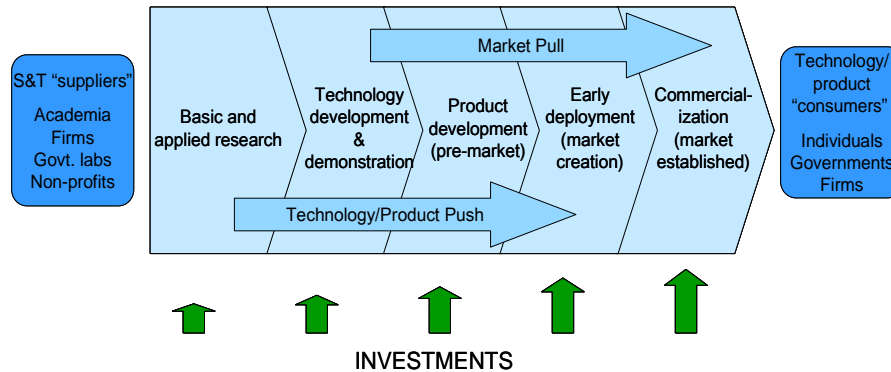 S&T “suppliers”
Academia
Firms
Govt. labs
Non-profits
Basic and
applied research
Technology
development
&
demonstration
Market Pull
Product
development
(pre-market)
Early
deployment
(market
creation)
Commercial-
ization
(market
established)
Technology/Product Push
Technology/
product
“consumers”
Individuals
Governments
Firms
INVESTMENTS